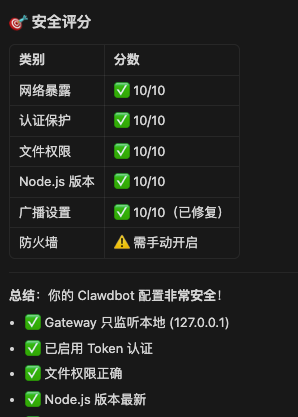 🎯 安全评分
类别 分数
网络暴露 ✅ 10/10
认证保护 ✅ 10/10
文件权限 ✅ 10/10
Node.js 版本 ✅ 10/10
广播设置 ✅ 10/10（已修复）
防火墙 ⚠️ 需手动开启
总结：你的 Clawdbot 配置非常安全！
• ✅ Gateway 只监听本地 (127.0.0.1)
• ✅ 已启用 Token 认证
• ✅ 文件权限正确
• ✅ Node.js 版本最新